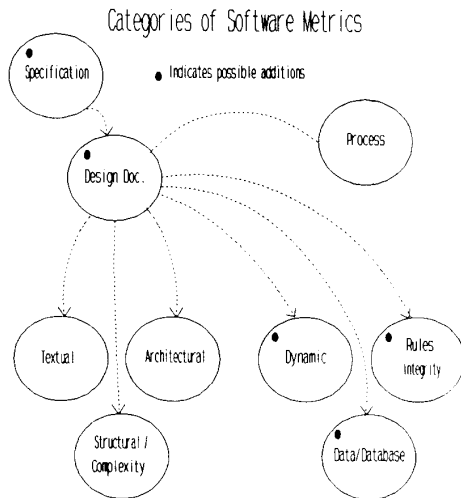 Categories of Software Metrics
Specification
Indicates possible additions
Process
Design Doc.
Textual
Architectural
Dynamic
Rules
Integrity
Structural /
Complexity
Data/Database